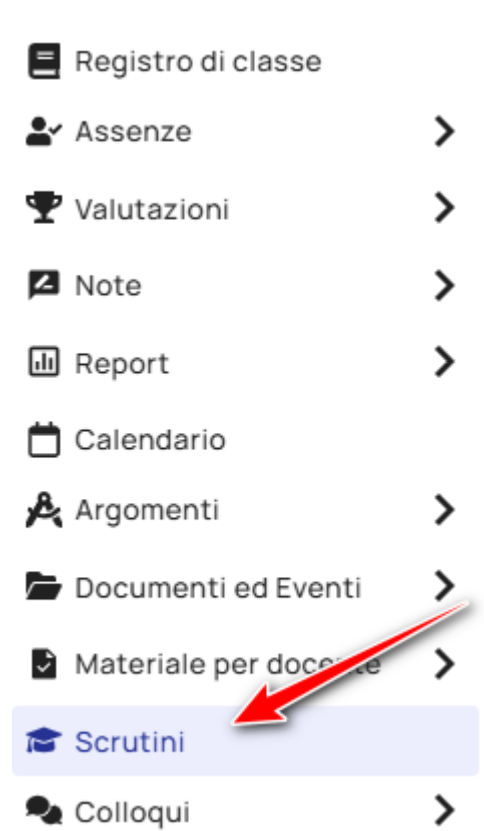 Registro di classe
Assenze
Valutazioni
Note
Report
Calendario
Argomenti
Documenti ed Eventi
Materiale per docente
Scrutini
Colloqui